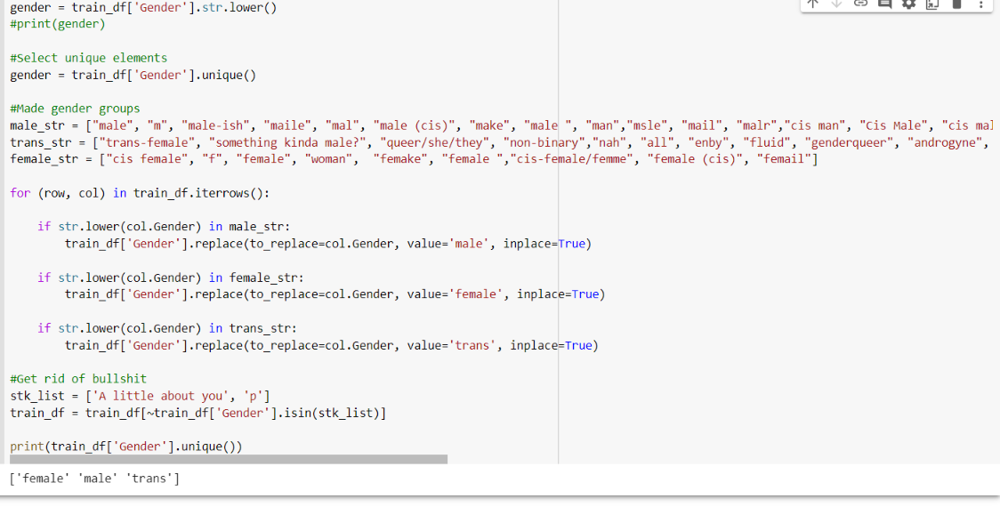 gender = train_df['Gender'].str.lower()
#print(gender)
#Select unique elements
gender = train_df['Gender'].unique()
#Made gender groups
male_str = ["male", "m", "male-ish", "maile", "mal", "male (cis)", "make", "male ", "man","msle", "mail", "malr","cis man", "Cis Male", "cis mal
trans_str = ["trans-female", "something kinda male?", "queer/she/they", "non-binary","nah", "all", "enby", "fluid", "genderqueer", "androgyne",
female_str = ["cis female", "f", "female", "woman",  "femake", "female ","cis-female/femme", "female (cis)", "femail"]
for (row, col) in train_df.iterrows():
    if str.lower(col.Gender) in male_str:
        train_df['Gender'].replace(to_replace=col.Gender, value='male', inplace=True)
    if str.lower(col.Gender) in female_str:
        train_df['Gender'].replace(to_replace=col.Gender, value='female', inplace=True)
    if str.lower(col.Gender) in trans_str:
        train_df['Gender'].replace(to_replace=col.Gender, value='trans', inplace=True)
#Get rid of bullshit
stk_list = ['A little about you', 'p']
train_df = train_df[~train_df['Gender'].isin(stk_list)]
print(train_df['Gender'].unique())
['female' 'male' 'trans']